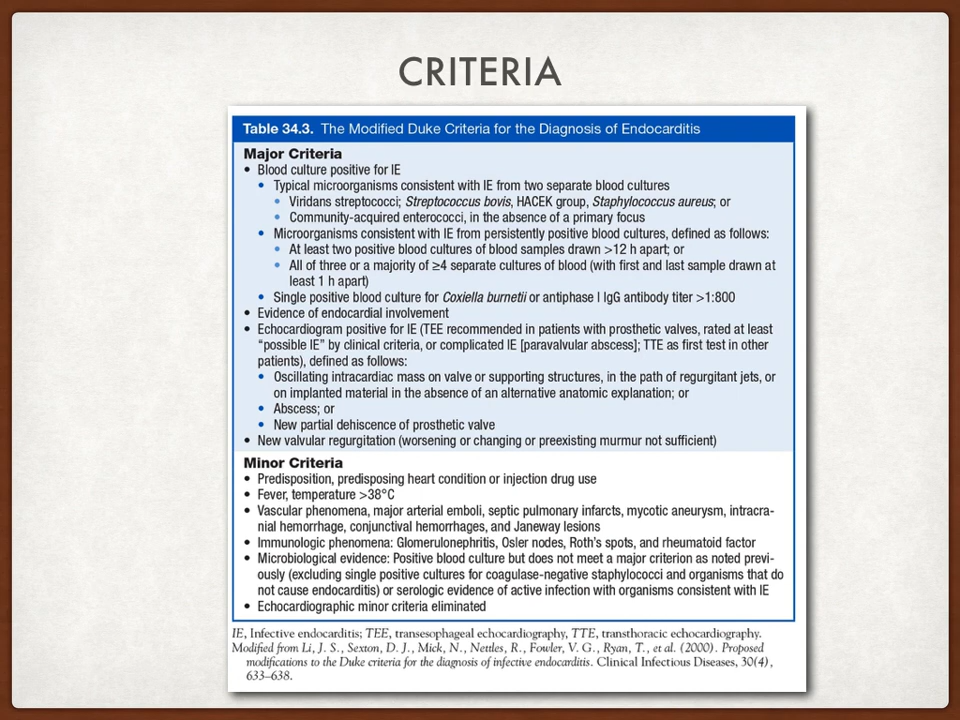 CRITERIA
Table 34.3. The Modified Duke Criteria for the Diagnosis of Endocarditis
Major Criteria
• Blood culture positive for IE
• Typical microorganisms consistent with IE from two separate blood cultures
• Viridans streptococci; Streptococcus bovis, HACEK group, Staphylococcus aureus; or
• Community-acquired enterococci, in the absence of a primary focus
• Microorganisms consistent with IE from persistently positive blood cultures, defined as follows:
• At least two positive blood cultures of blood samples drawn >12 h apart; or
• All of three or a majority of ≥4 separate cultures of blood (with first and last sample drawn at
least 1 h apart)
• Single positive blood culture for Coxiella burnetii or antiphase I IgG antibody titer >1:800
• Evidence of endocardial involvement
• Echocardiogram positive for IE (TEE recommended in patients with prosthetic valves, rated at least
“possible IE” by clinical criteria, or complicated IE [paravalvular abscess]; TTE as first test in other
patients), defined as follows:
• Oscillating intracardiac mass on valve or supporting structures, in the path of regurgitant jets, or
on implanted material in the absence of an alternative anatomic explanation; or
• Abscess; or
• New partial dehiscence of prosthetic valve
• New valvular regurgitation (worsening or changing or preexisting murmur not sufficient)
Minor Criteria
• Predisposition, predisposing heart condition or injection drug use
• Fever, temperature >38°C
• Vascular phenomena, major arterial emboli, septic pulmonary infarcts, mycotic aneurysm, intracra-
nial hemorrhage, conjunctival hemorrhages, and Janeway lesions
• Immunologic phenomena: Glomerulonephritis, Osler nodes, Roth’s spots, and rheumatoid factor
• Microbiological evidence: Positive blood culture but does not meet a major criterion as noted previ-
ously (excluding single positive cultures for coagulase-negative staphylococci and organisms that do
not cause endocarditis) or serologic evidence of active infection with organisms consistent with IE
• Echocardiographic minor criteria eliminated
IE, Infective endocarditis; TEE, transesophageal echocardiography, TTE, transthoracic echocardiography.
Modified from Li, J. S., Sexton, D. J., Mick, N., Nettles, R., Fowler, V. G., Ryan, T., et al. (2000). Proposed
modifications to the Duke criteria for the diagnosis of infective endocarditis. Clinical Infectious Diseases, 30(4),
633–638.